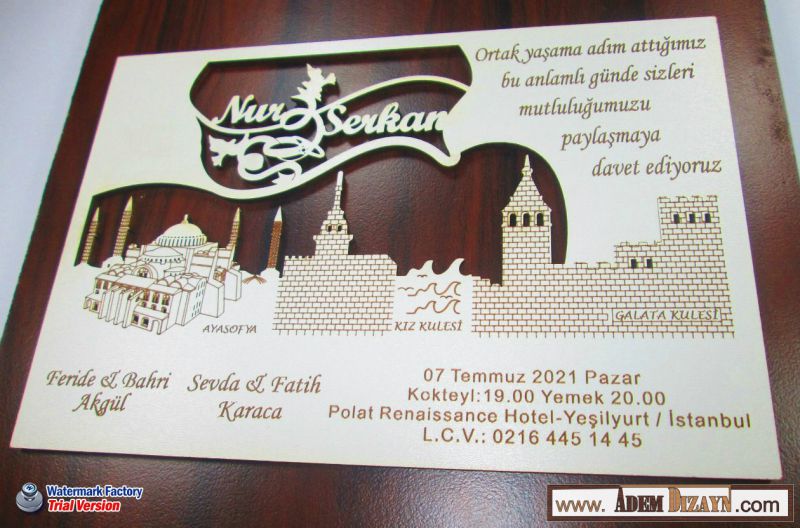 Ortak yaşama adım attığımız
bu anlamlı günde sizleri
mutluluğumuzu
paylaşmaya
davet ediyoruz
Nur & Serkan
AYASOFYA
KIZ KULESİ
GALATA KULESİ
Feride & Bahri
Akgül
Sevda & Fatih
Karaca
07 Temmuz 2021 Pazar
Kokteyl:19.00 Yemek 20.00
Polat Renaissance Hotel-Yeşilyurt / İstanbul
L.C.V.: 0216 445 14 45
Watermark Factory
Trial Version
www. ADEM DIZAYN.com